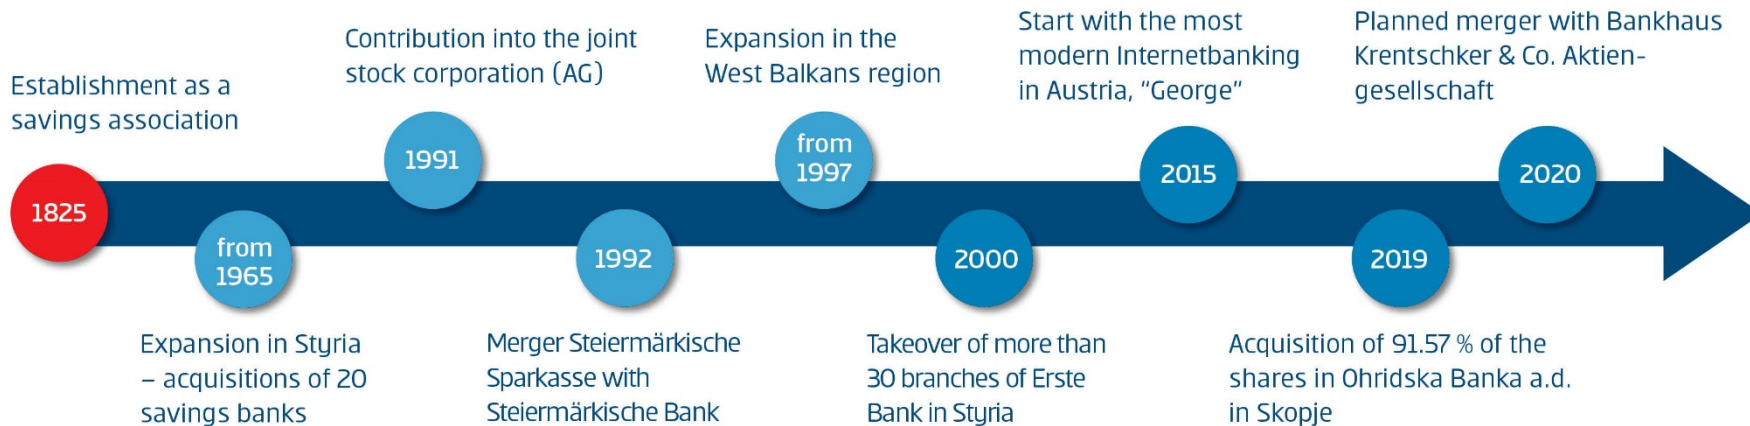 Establishment as a
savings association
1825
from
1965
Expansion in Styria
– acquisitions of 20
savings banks
Contribution into the joint
stock corporation (AG)
1991
1992
Merger Steiermärkische
Sparkasse with
Steiermärkische Bank
Expansion in the
West Balkans region
from
1997
2000
Takeover of more than
30 branches of Erste
Bank in Styria
Start with the most
modern Internetbanking
in Austria, "George"
2015
2019
Acquisition of 91.57 % of the
shares in Ohridska Banka a.d.
in Skopje
Planned merger with Bankhaus
Krentschker & Co. Aktien-
gesellschaft
2020